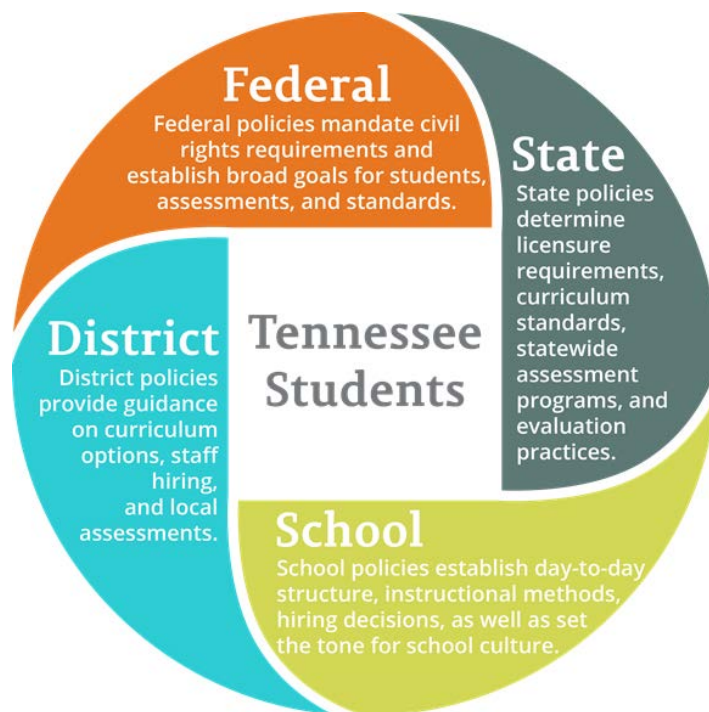 Federal
Federal policies mandate civil
rights requirements and
establish broad goals for students,
assessments, and standards.
State
State policies
determine
licensure
requirements,
curriculum
standards,
statewide
assessment
programs, and
evaluation
practices.
Tennessee
Students
District
District policies
provide guidance
on curriculum
options, staff
hiring,
and local
assessments.
School
School policies establish day-to-day
structure, instructional methods,
hiring decisions, as well as set
the tone for school culture.